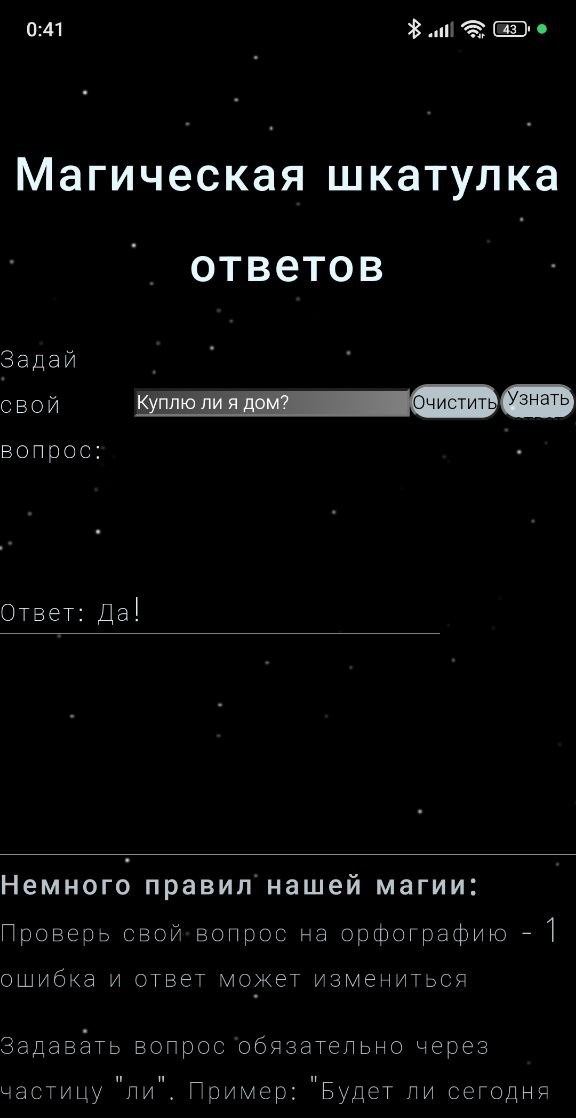 0:41
43
Магическая шкатулка
ответов
Задай
свой
вопрос:
Куплю ли я дом?
Очистить
Узнать
Ответ: Да!
Немного правил нашей магии:
Проверь свой вопрос на орфографию - 1
ошибка и ответ может измениться
Задавать вопрос обязательно через
частицу "ли". Пример: "Будет ли сегодня